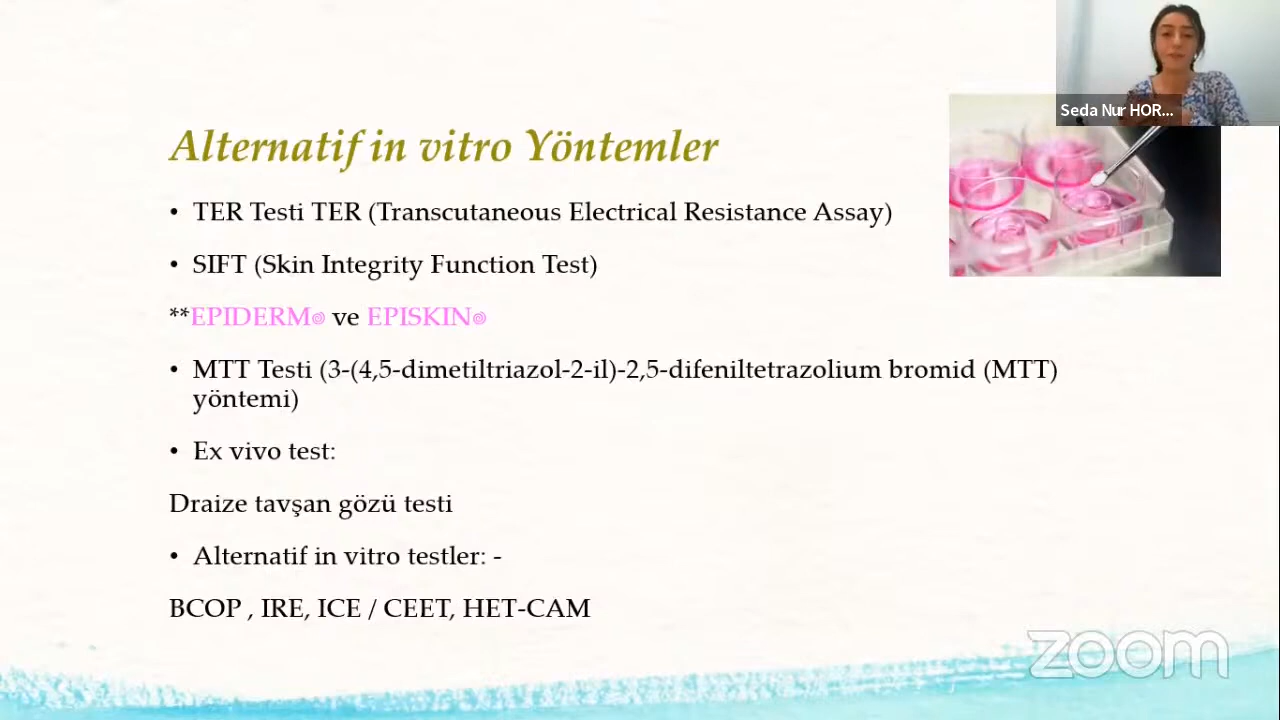 Seda Nur HOR...
Alternatif in vitro Yöntemler
• TER Testi TER (Transcutaneous Electrical Resistance Assay)
• SIFT (Skin Integrity Function Test)
**EPIDERM® ve EPISKIN®
• MTT Testi (3-(4,5-dimetiltriazol-2-il)-2,5-difeniltetrazolium bromid (MTT)
yöntemi)
• Ex vivo test:
Draize tavşan gözü testi
• Alternatif in vitro testler: -
BCOP , IRE, ICE / CEET, HET-CAM
zoom